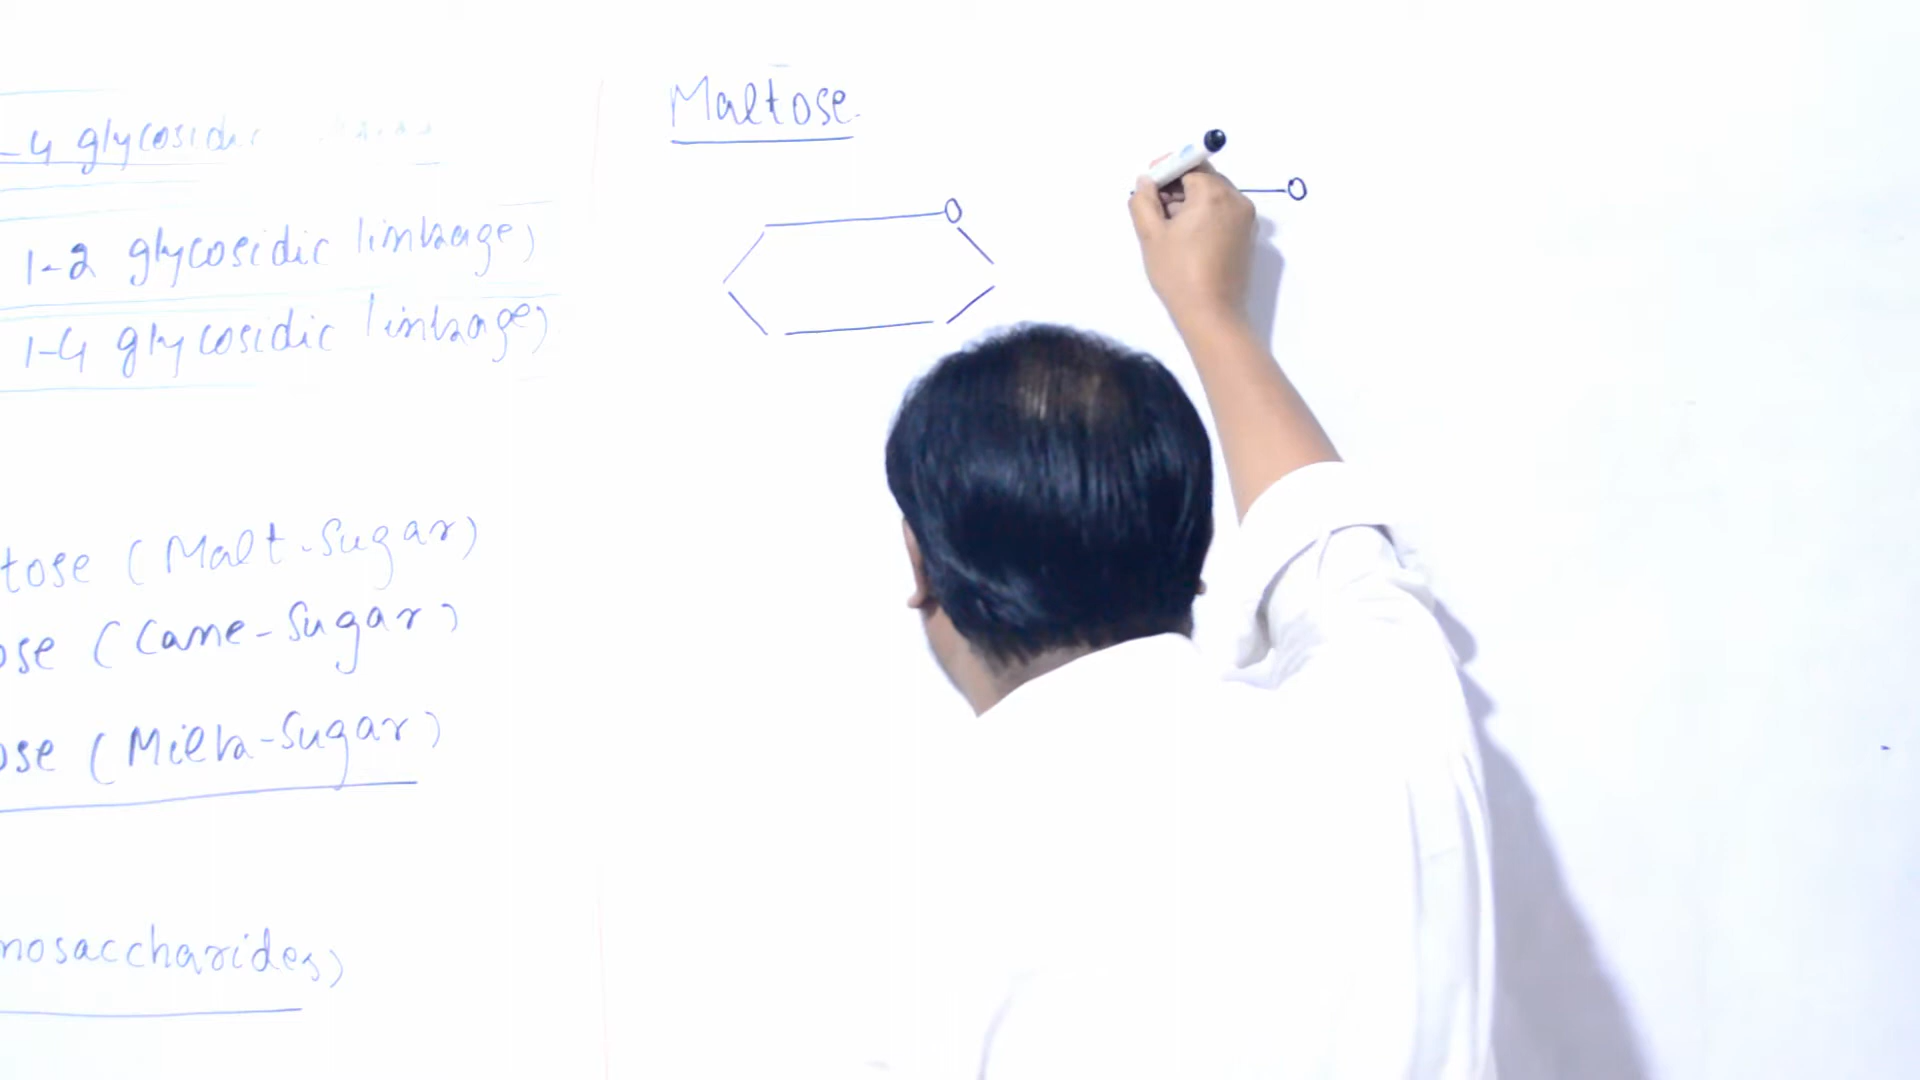 -4 glycosidic
1-2 glycosidic linkage)
1-4 glycosidic linkage)
tose (Malt-Sugar)
ose (Cane-Sugar)
ose (Milk-Sugar)
nosaccharides)
Maltose
O
O